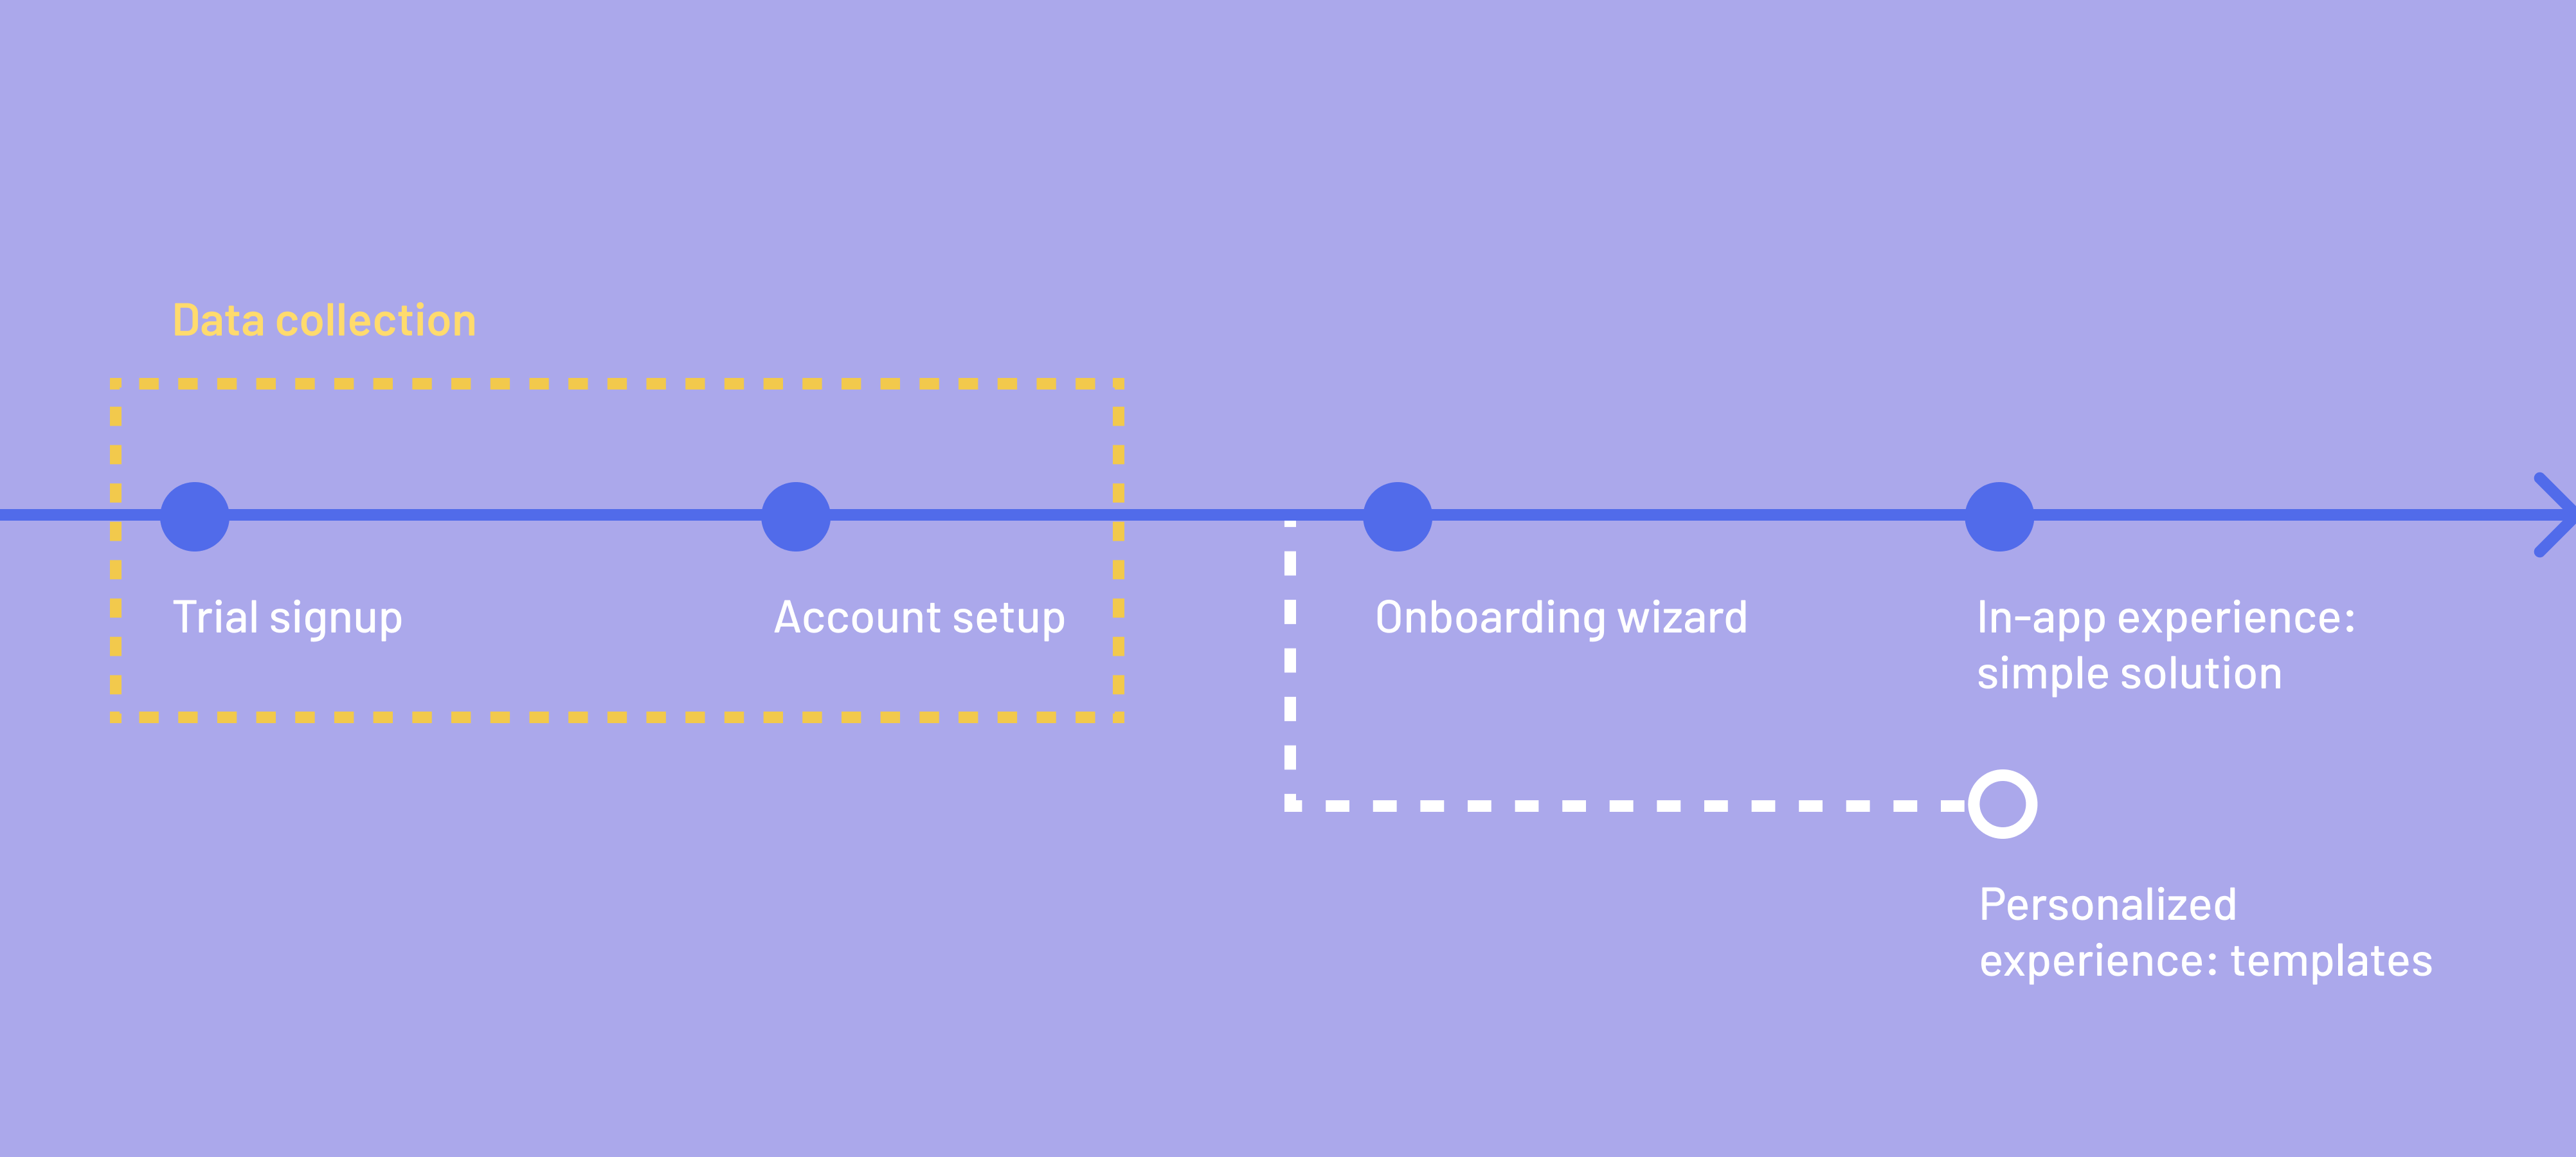 Data collection
Trial signup
Account setup
Onboarding wizard
In-app experience:
simple solution
Personalized
experience: templates